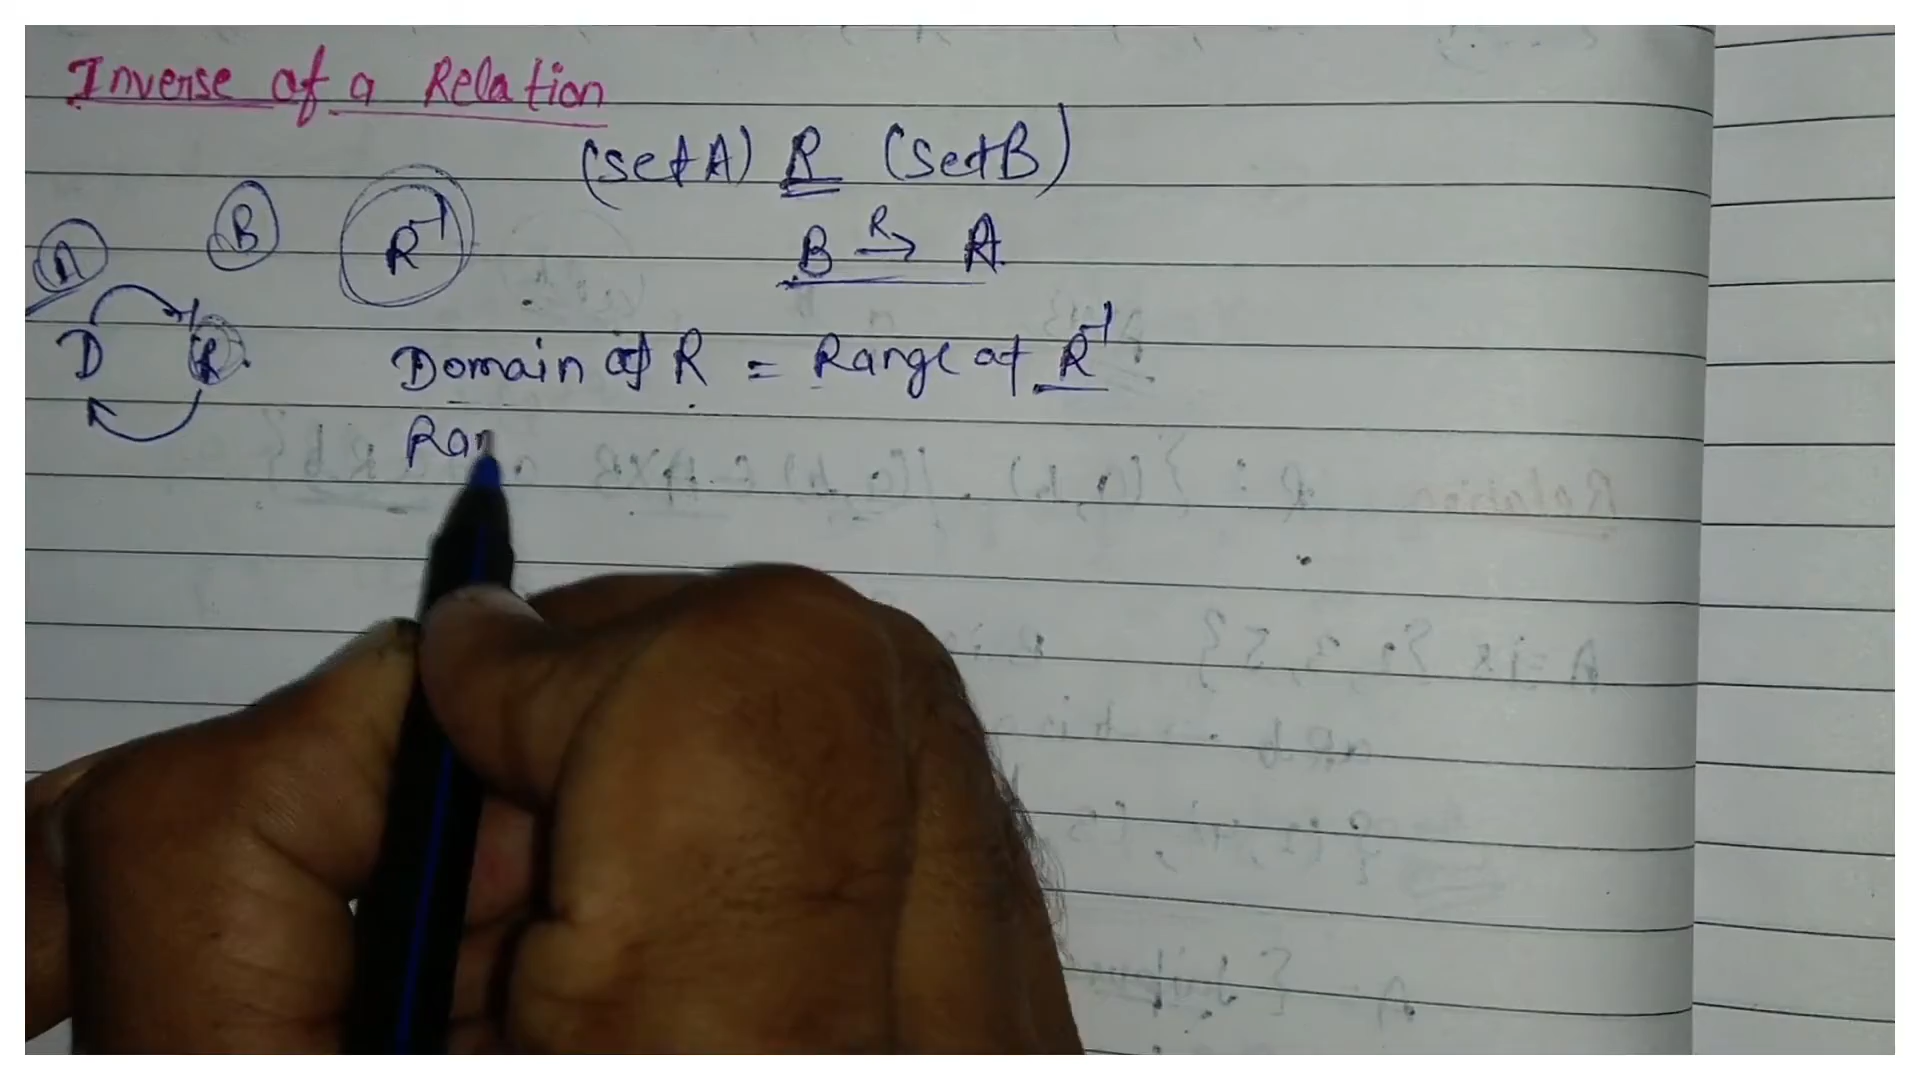 Inverse of a Relation
(set A) R (Set B)
A B R⁻¹ B R→ A
D R Domain of R = Range of R⁻¹
Ran